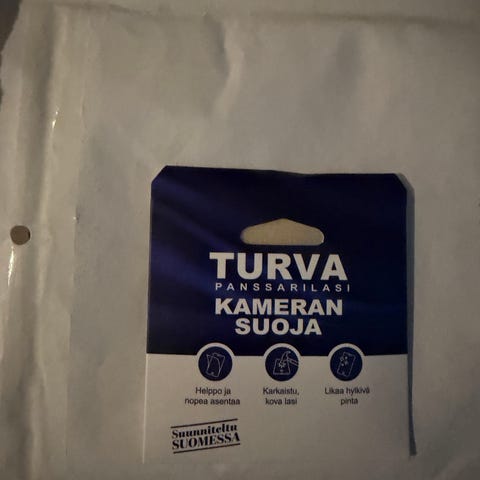 TURVA
PANSSARILASI
KAMERAN
SUOJA
Helppo ja
nopea asentaa
Karkaistu,
kova lasi
Likaa hylkivä
pinta
Suunniteltu
SUOMESSA